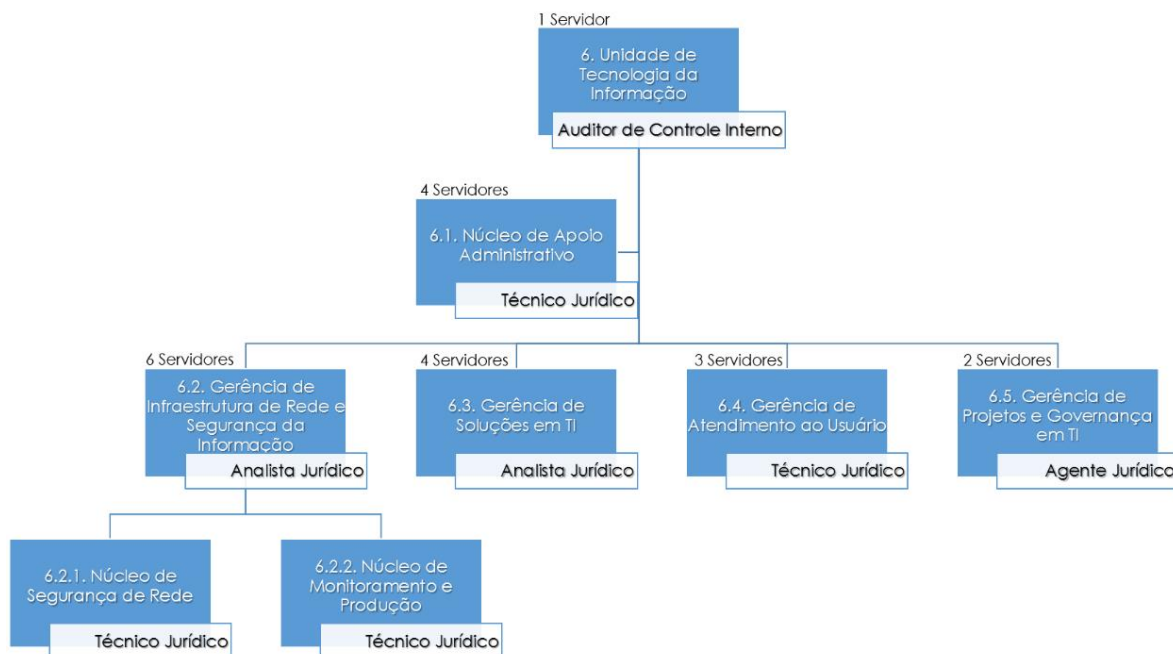 1 Servidor
6. Unidade de
Tecnologia da
Informação
Auditor de Controle Interno
4 Servidores
6.1. Núcleo de Apoio
Administrativo
Técnico Jurídico
6 Servidores
6.2. Gerência de
Infraestrutura de Rede e
Segurança da
Informação
Analista Jurídico
4 Servidores
6.3. Gerência de
Soluções em TI
Analista Jurídico
3 Servidores
6.4. Gerência de
Atendimento ao Usuário
Técnico Jurídico
2 Servidores
6.5. Gerência de
Projetos e Governança
em TI
Agente Jurídico
6.2.1. Núcleo de
Segurança de Rede
Técnico Jurídico
6.2.2. Núcleo de
Monitoramento e
Produção
Técnico Jurídico